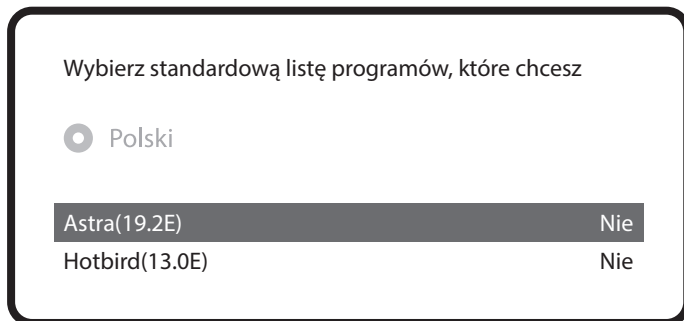 Wybierz standardową listę programów, które chcesz
Polski
Astra(19.2E) Nie
Hotbird(13.0E) Nie